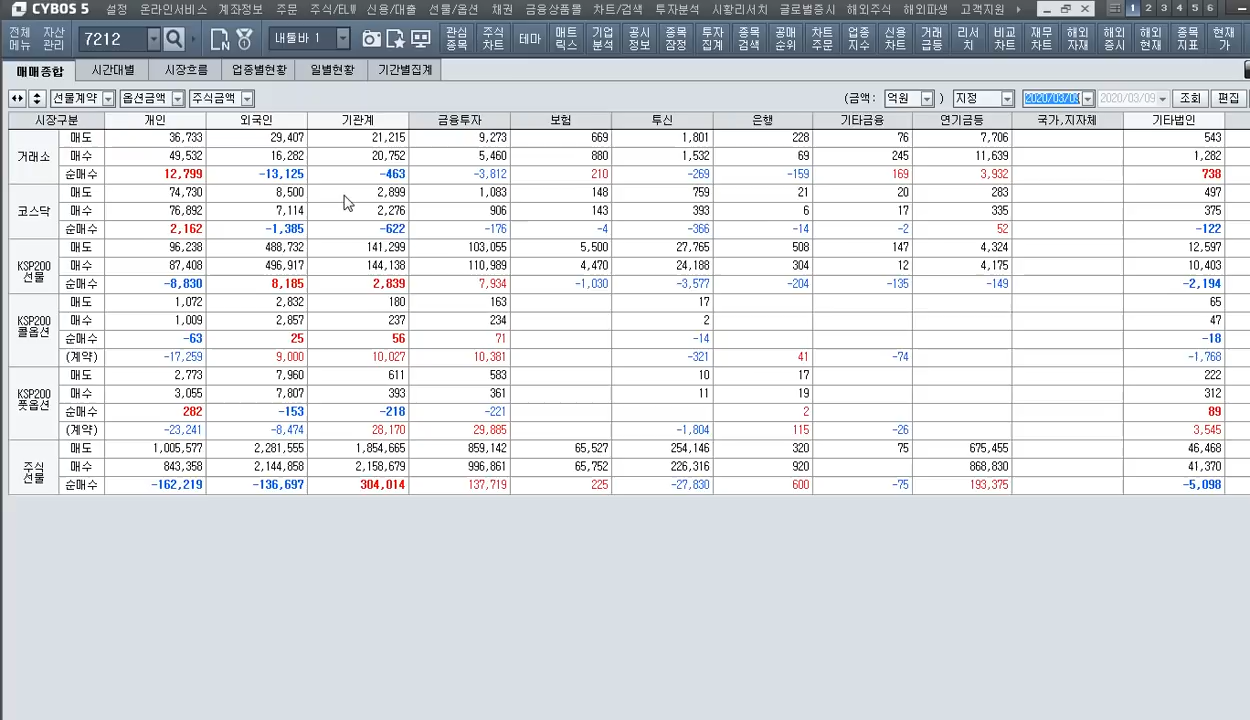 CYBOS 5 설정 온라인서비스 계좌정보 주문 주식/ELW 신용/대출 선물/옵션 채권 금융상품몰 차트/검색 투자분석 시황리서치 글로벌증시 해외주식 해외파생 고객지원 1 2 3 4 5 6
전체메뉴 자산관리 7212 내툴바 1 관심종목 주식차트 테마 매트릭스 기업분석 공시정보 종목잠정 투자집계 종목검색 공매순위 차트주문 업종지수 신용차트 거래급등 리서치 비교차트 재무차트 해외자재 해외증시 해외현재 종목지표 현재가
매매종합 시간대별 시장흐름 업종별현황 일별현황 기간별집계
선물계약 옵션금액 주식금액 (금액: 억원 ) 지정 2020/03/09 조회 편집
시장구분 개인 외국인 기관계 금융투자 보험 투신 은행 기타금융 연기금등 국가,지자체 기타법인
거래소 매도 36,733 29,407 21,215 9,273 669 1,801 228 76 7,706 543
매수 49,532 16,282 20,752 5,460 880 1,532 69 245 11,639 1,282
순매수 12,799 -13,125 -463 -3,812 210 -269 -159 169 3,932 738
코스닥 매도 74,730 8,500 2,899 1,083 148 759 21 20 283 497
매수 76,892 7,114 2,276 906 143 393 6 17 335 375
순매수 2,162 -1,385 -622 -176 -4 -366 -14 -2 52 -122
KSP200 선물 매도 96,238 488,732 141,299 103,055 5,500 27,765 508 147 4,324 12,597
매수 87,408 496,917 144,138 110,989 4,470 24,188 304 12 4,175 10,403
순매수 -8,830 8,185 2,839 7,934 -1,030 -3,577 -204 -135 -149 -2,194
KSP200 콜옵션 매도 1,072 2,832 180 163 17 65
매수 1,009 2,857 237 234 2 47
순매수 -63 25 56 71 -14 -18
(계약) -17,259 9,000 10,027 10,381 -321 41 -74 -1,768
KSP200 풋옵션 매도 2,773 7,960 611 583 10 17 222
매수 3,055 7,807 393 361 11 19 312
순매수 282 -153 -218 -221 2 89
(계약) -23,241 -8,474 28,170 29,885 -1,804 115 -26 3,545
주식 선물 매도 1,005,577 2,281,555 1,854,665 859,142 65,527 254,146 320 75 675,455 46,468
매수 843,358 2,144,858 2,158,679 996,861 65,752 226,316 920 868,830 41,370
순매수 -162,219 -136,697 304,014 137,719 225 -27,830 600 -75 193,375 -5,098